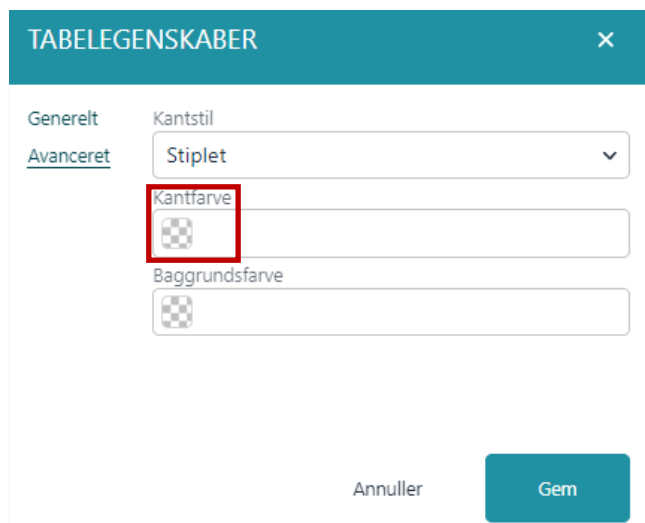 TABELEGENSKABER
Generelt
Avanceret
Kantstil
Stiplet
Kantfarve
Baggrundsfarve
Annuller
Gem